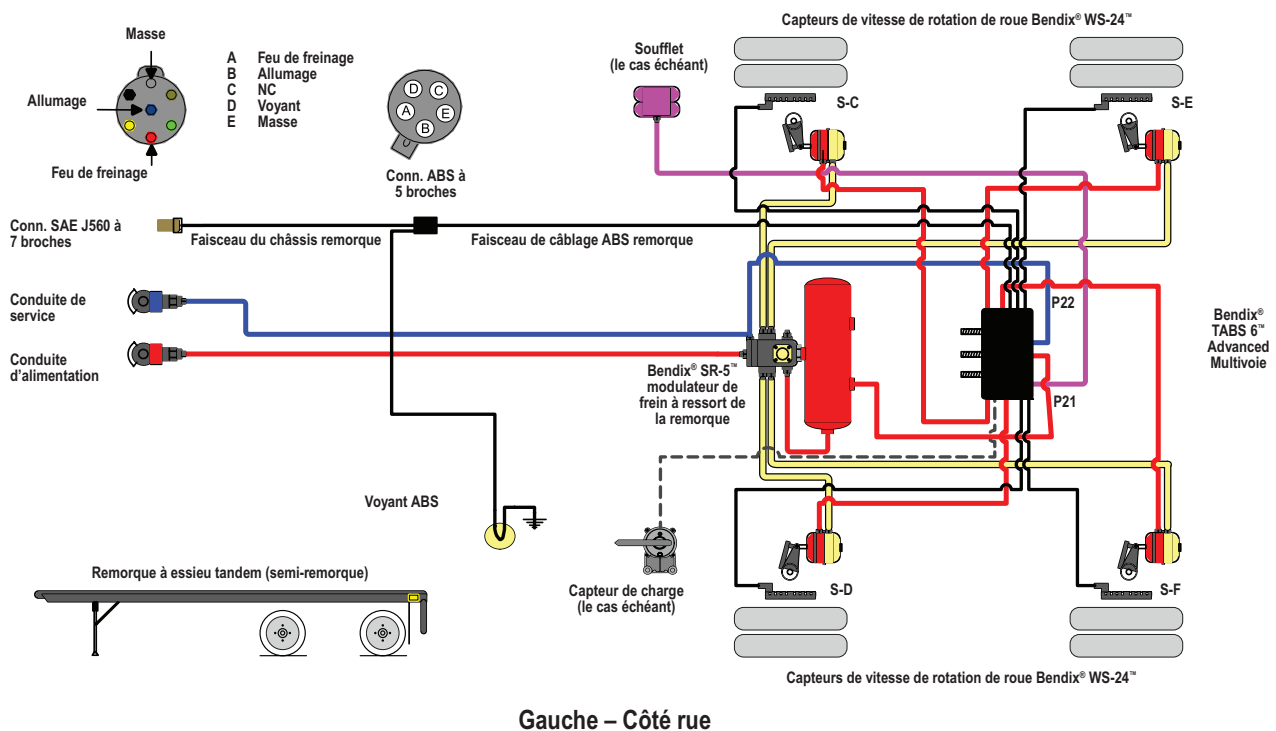 Capteurs de vitesse de rotation de roue Bendix® WS-24™
Masse
Allumage
Feu de freinage
A Feu de freinage
B Allumage
C NC
D Voyant
E Masse
D
C
A
E
B
Conn. ABS à
5 broches
Soufflet
(le cas échéant)
S-C
S-E
Conn. SAE J560 à
7 broches
Faisceau du châssis remorque
Faisceau de câblage ABS remorque
Conduite de
service
Conduite
d'alimentation
P22
P21
Bendix®
TABS 6™
Advanced
Multivoie
Bendix® SR-5™
modulateur de
frein à ressort de
la remorque
Voyant ABS
Remorque à essieu tandem (semi-remorque)
Capteur de charge
(le cas échéant)
S-D
S-F
Capteurs de vitesse de rotation de roue Bendix® WS-24™
Gauche – Côté rue